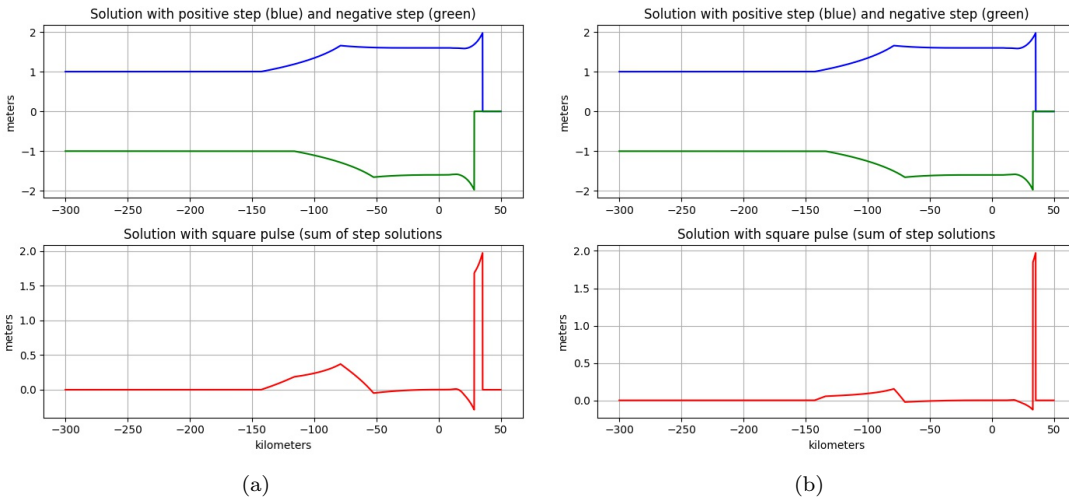 Solution with positive step (blue) and negative step (green)
2
1
0
−1
−2
meters
−300 −250 −200 −150 −100 −50 0 50
Solution with square pulse (sum of step solutions
2.0
1.5
1.0
0.5
0.0
meters
−300 −250 −200 −150 −100 −50 0 50
kilometers
(a)
Solution with positive step (blue) and negative step (green)
2
1
0
−1
−2
meters
−300 −250 −200 −150 −100 −50 0 50
Solution with square pulse (sum of step solutions
2.0
1.5
1.0
0.5
0.0
meters
−300 −250 −200 −150 −100 −50 0 50
kilometers
(b)